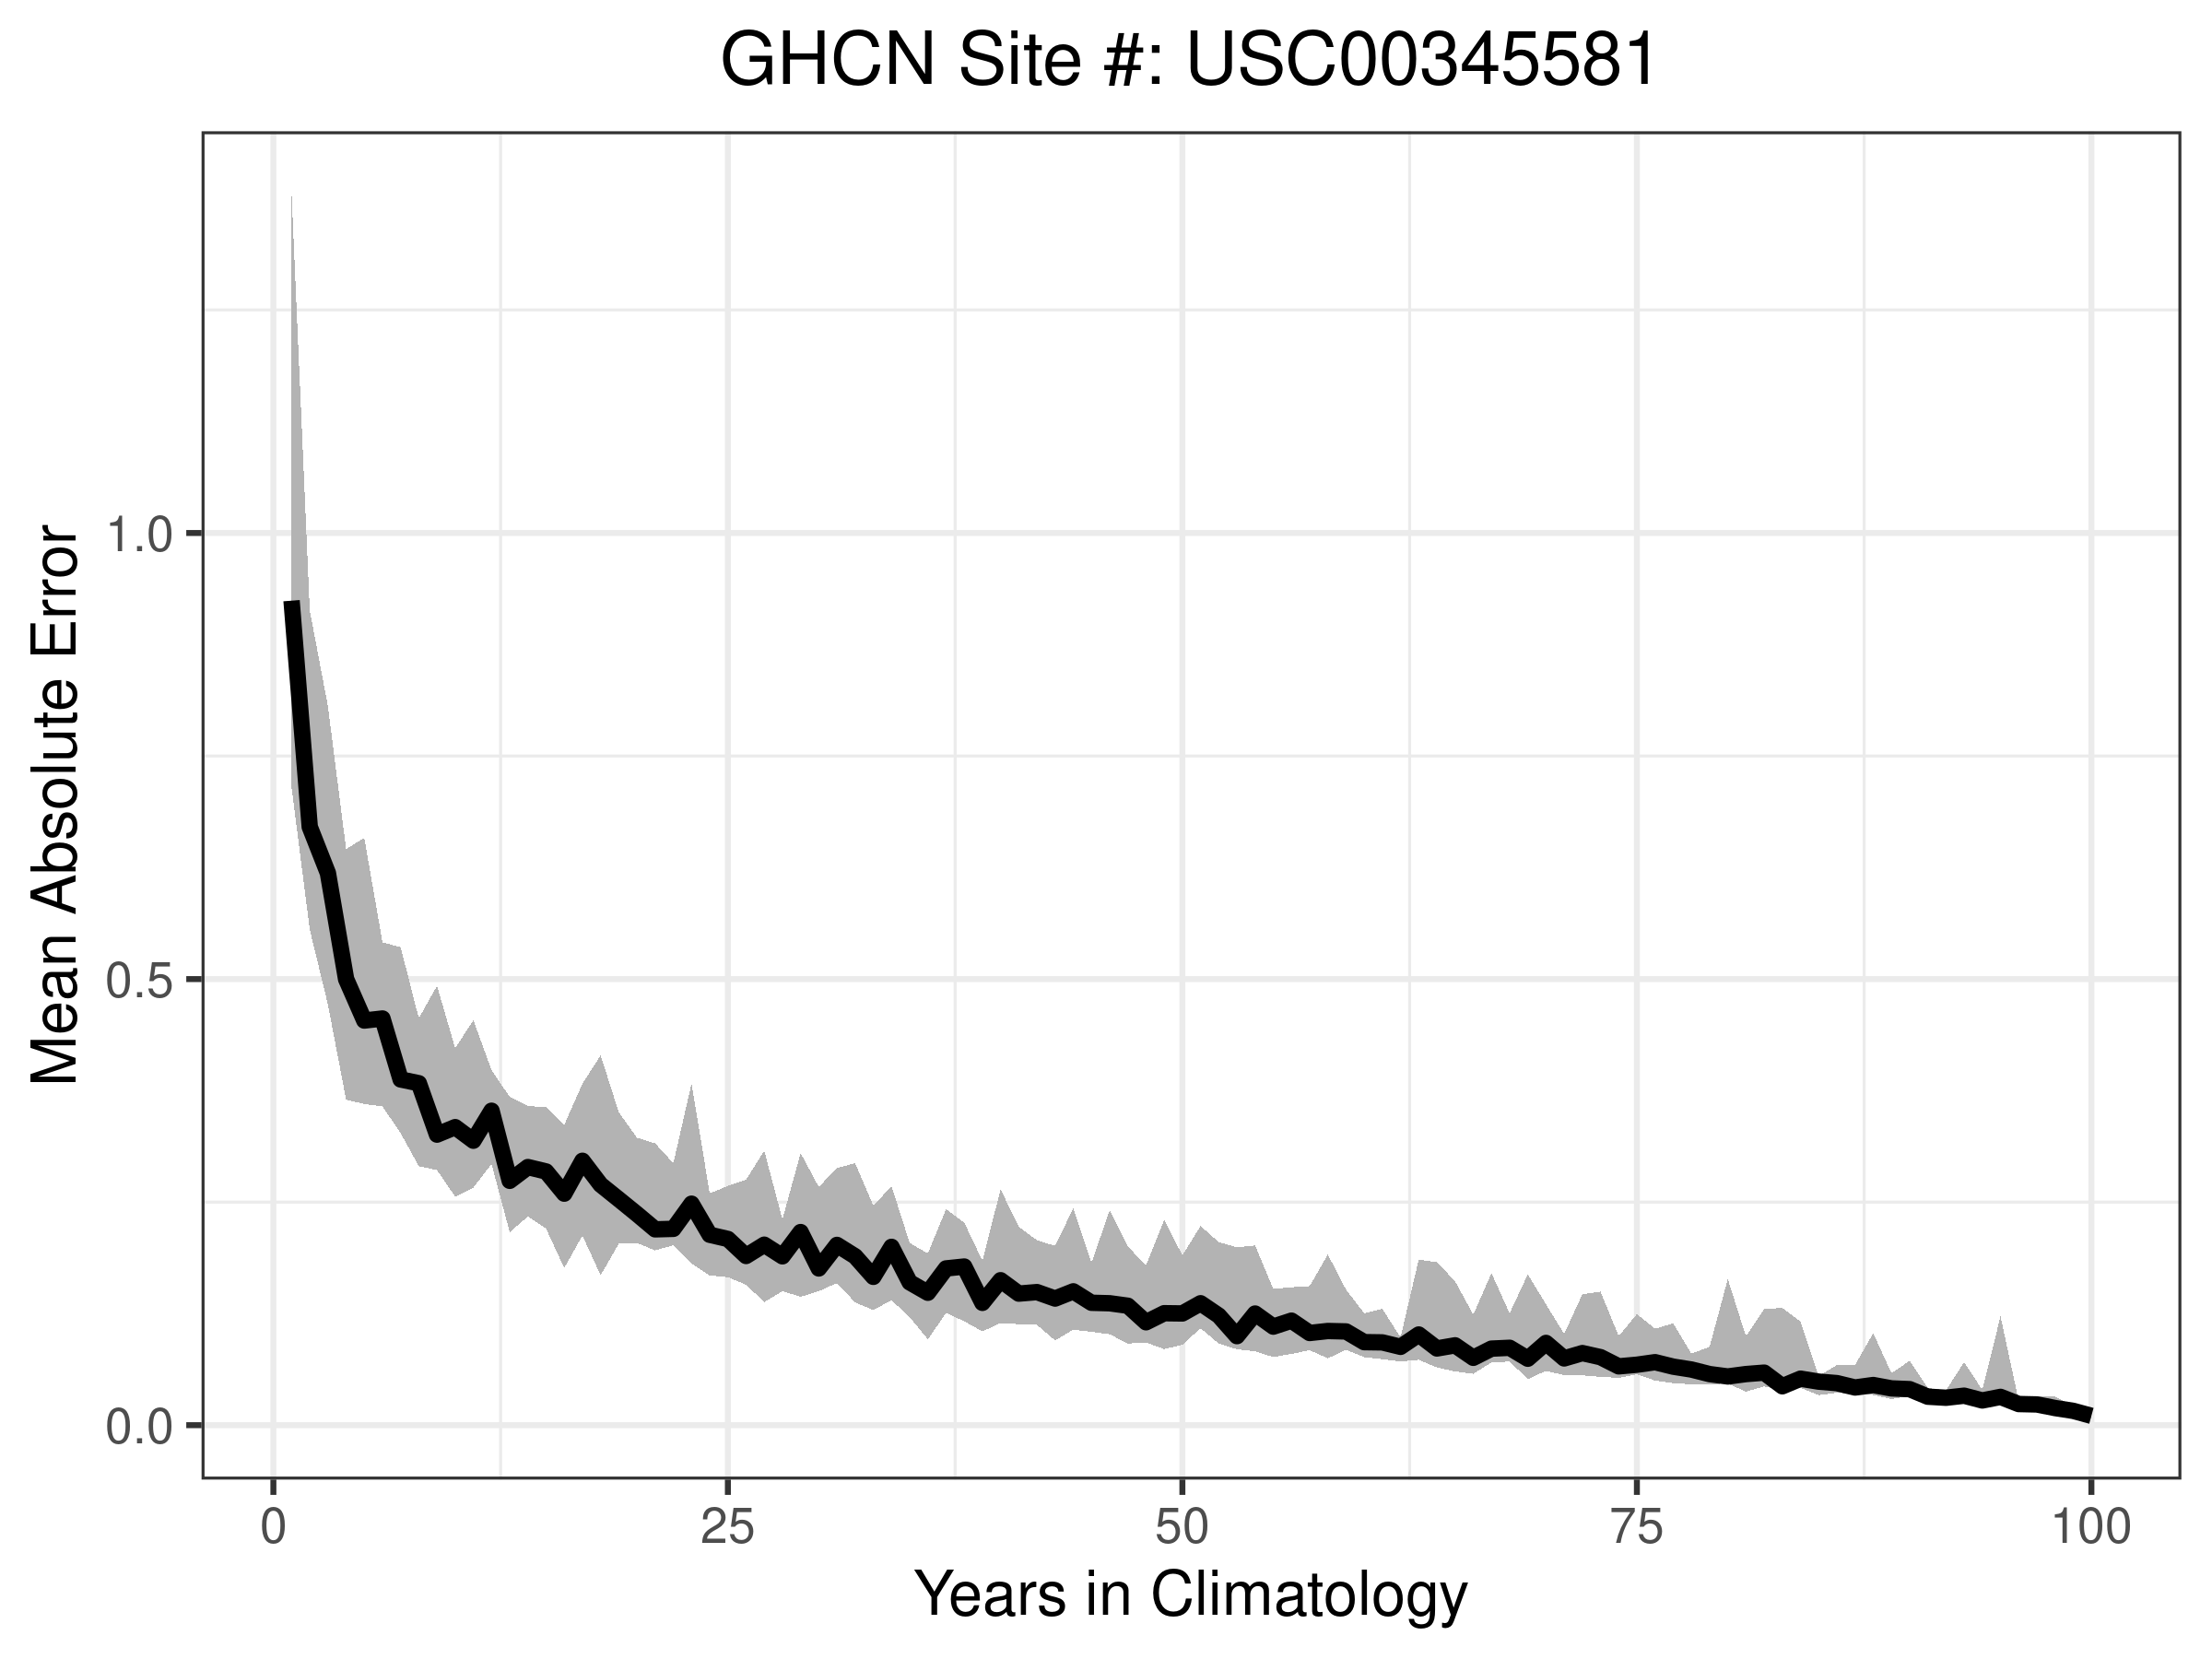 GHCN Site #: USC00345581
Mean Absolute Error
1.0
0.5
0.0
0 25 50 75 100
Years in Climatology